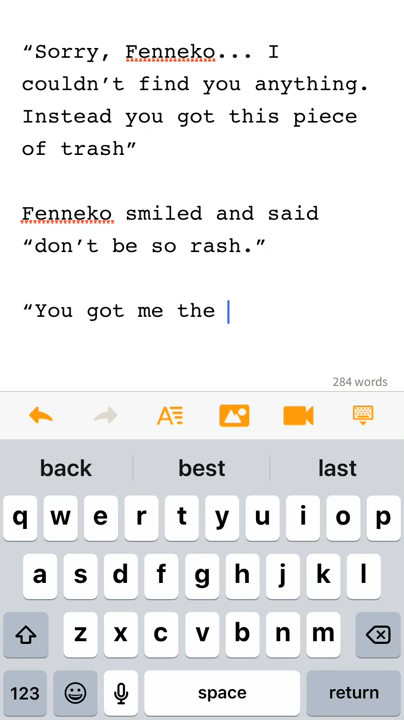 “Sorry, Fenneko... I
couldn’t find you anything.
Instead you got this piece
of trash”
Fenneko smiled and said
“don’t be so rash.”
“You got me the
284 words
back best last
q w e r t y u i o p
a s d f g h j k l
z x c v b n m
123 space return